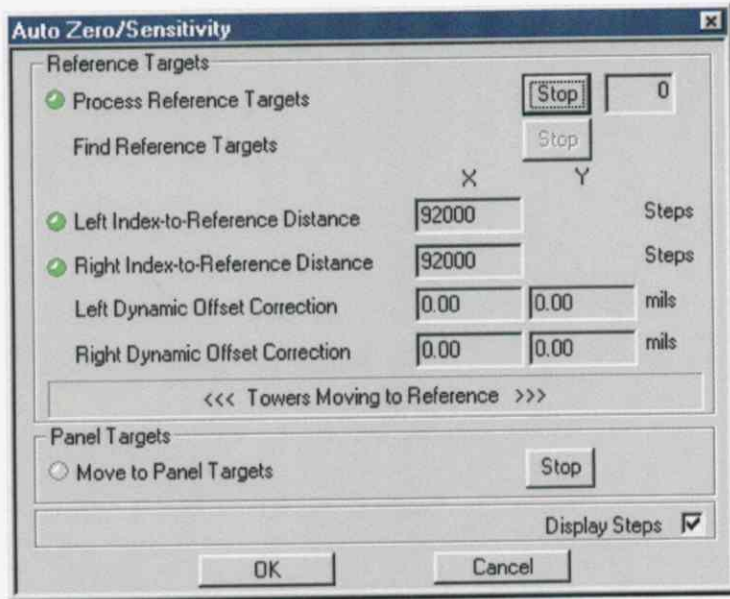 Auto Zero/Sensitivity
Reference Targets
Process Reference Targets Stop 0
Find Reference Targets Stop
X Y
Left Index-to-Reference Distance 92000 Steps
Right Index-to-Reference Distance 92000 Steps
Left Dynamic Offset Correction 0.00 0.00 mils
Right Dynamic Offset Correction 0.00 0.00 mils
<<< Towers Moving to Reference >>>
Panel Targets
Move to Panel Targets Stop
Display Steps
OK Cancel